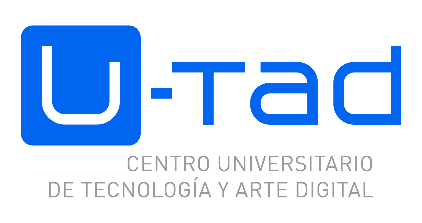 U-Tad
CENTRO UNIVERSITARIO
DE TECNOLOGÍA Y ARTE DIGITAL